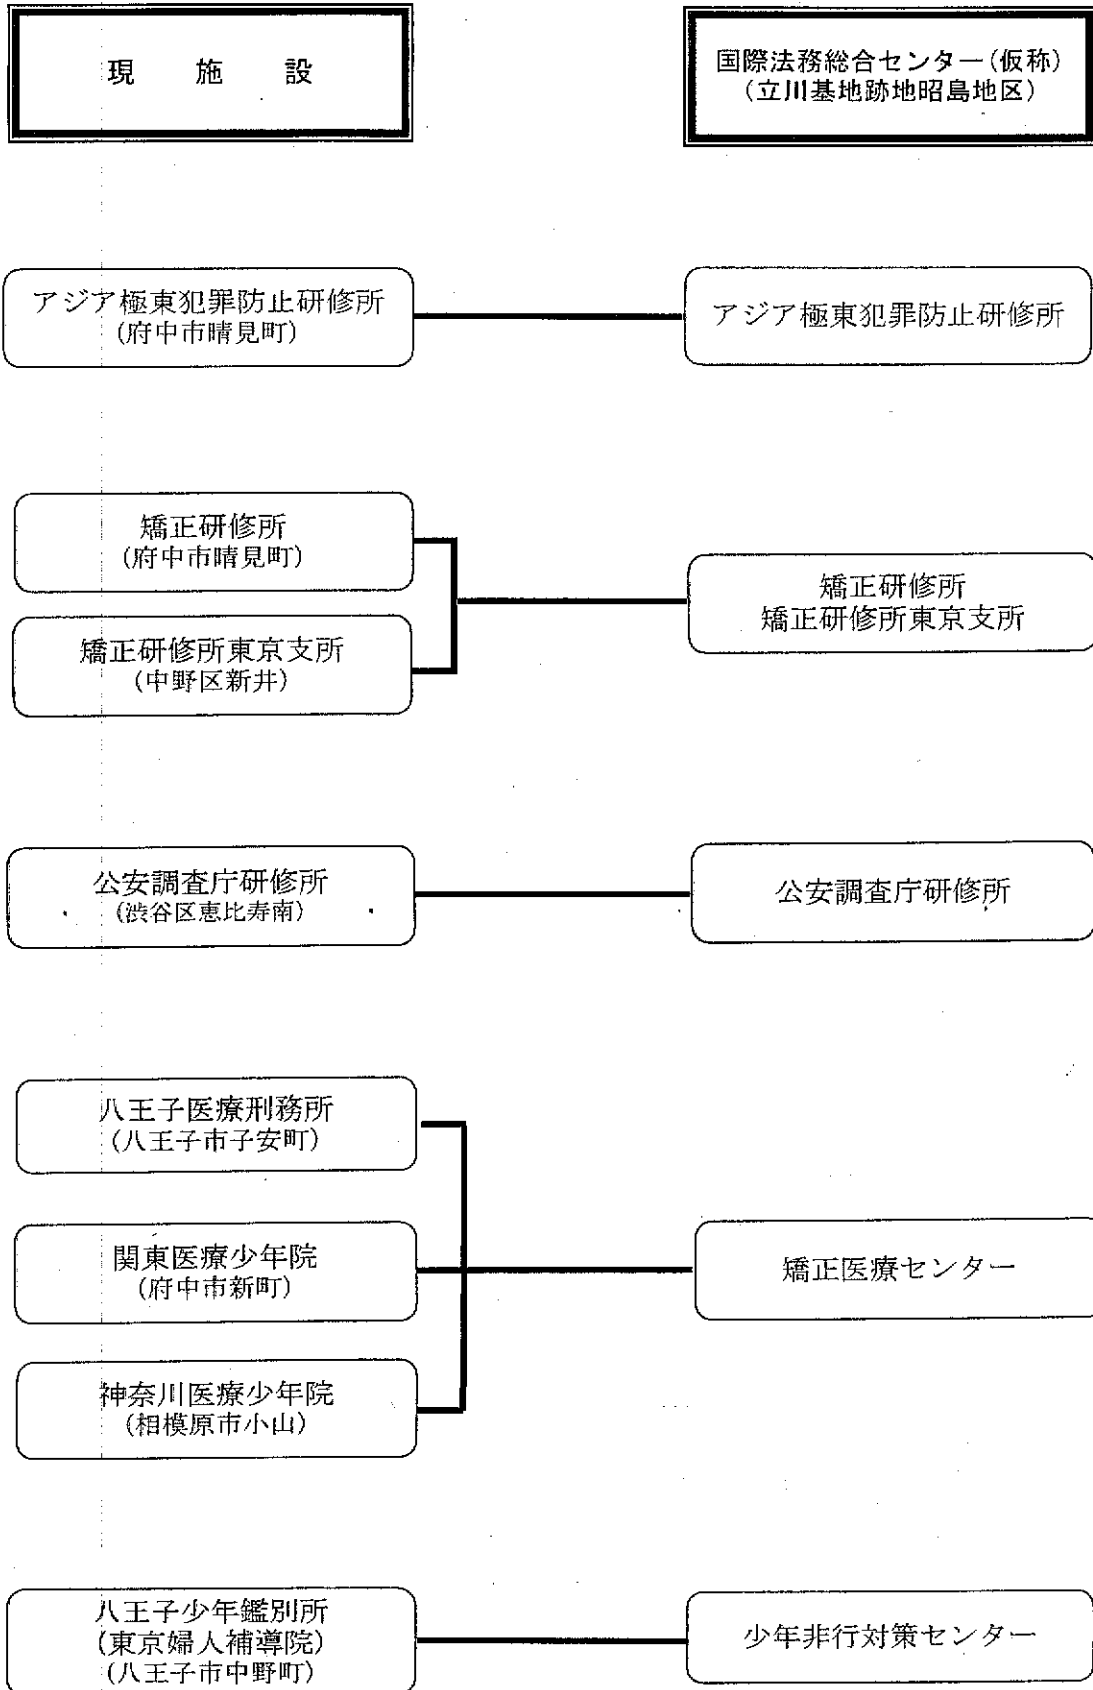 現 施 設
国際法務総合センター(仮称)
(立川基地跡地昭島地区)
アジア極東犯罪防止研修所
(府中市晴見町)
アジア極東犯罪防止研修所
矯正研修所
(府中市晴見町)
矯正研修所東京支所
(中野区新井)
矯正研修所
矯正研修所東京支所
公安調査庁研修所
(渋谷区恵比寿南)
公安調査庁研修所
八王子医療刑務所
(八王子市子安町)
関東医療少年院
(府中市新町)
神奈川医療少年院
(相模原市小山)
矯正医療センター
八王子少年鑑別所
(東京婦人補導院)
(八王子市中野町)
少年非行対策センター